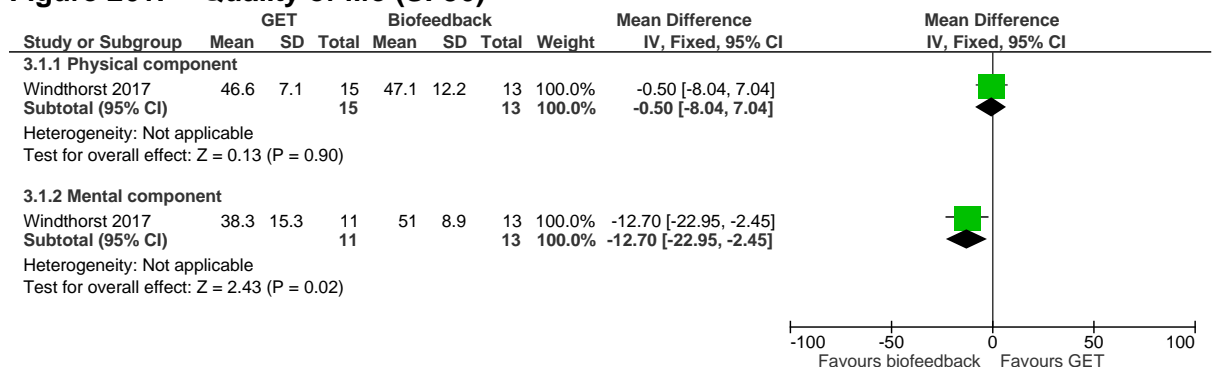 GET Biofeedback Mean Difference Mean Difference
Study or Subgroup Mean SD Total Mean SD Total Weight IV, Fixed, 95% CI IV, Fixed, 95% CI
3.1.1 Physical component
Windthorst 2017 46.6 7.1 15 47.1 12.2 13 100.0% -0.50 [-8.04, 7.04]
Subtotal (95% CI) 15 13 100.0% -0.50 [-8.04, 7.04]
Heterogeneity: Not applicable
Test for overall effect: Z = 0.13 (P = 0.90)
3.1.2 Mental component
Windthorst 2017 38.3 15.3 11 51 8.9 13 100.0% -12.70 [-22.95, -2.45]
Subtotal (95% CI) 11 13 100.0% -12.70 [-22.95, -2.45]
Heterogeneity: Not applicable
Test for overall effect: Z = 2.43 (P = 0.02)
-100 -50 0 50 100
Favours biofeedback Favours GET